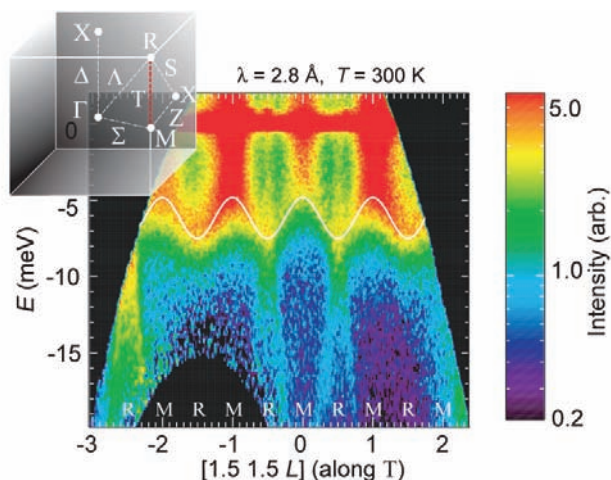 X
R
Δ
Λ
S
T
X
Γ
Z
Σ
M
λ = 2.8 Å, T = 300 K
0
-5
-10
-15
E (meV)
R M R M R M R M R M
-3 -2 -1 0 1 2
[1.5 1.5 L] (along T)
5.0
1.0
0.2
Intensity (arb.)